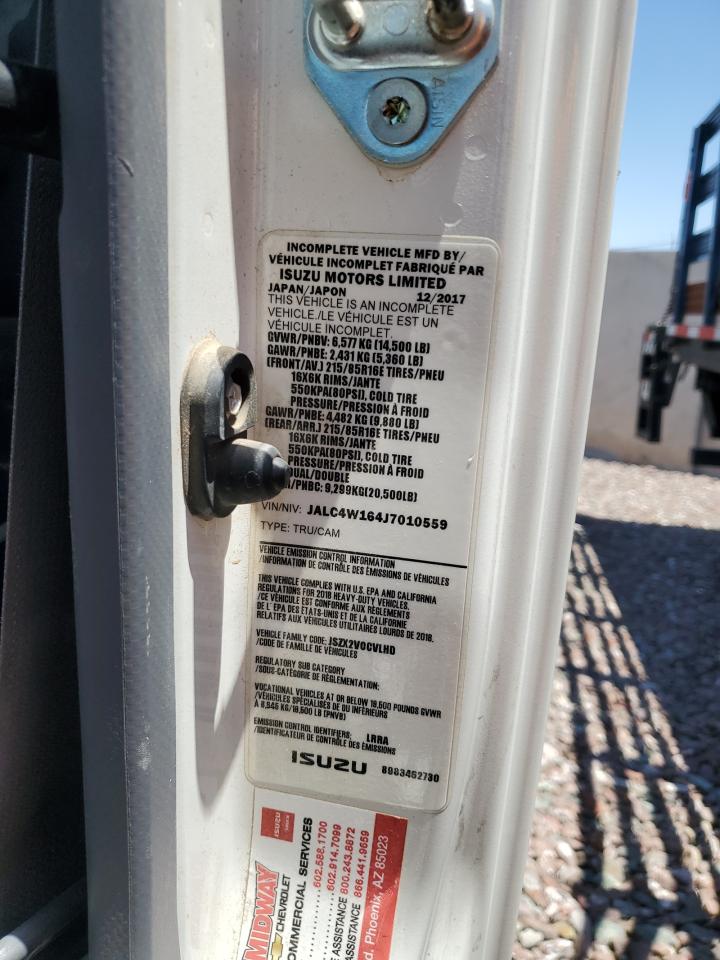 AISIN
INCOMPLETE VEHICLE MFD BY/
VÉHICULE INCOMPLET FABRIQUÉ PAR
ISUZU MOTORS LIMITED
JAPAN/JAPON 12/2017
THIS VEHICLE IS AN INCOMPLETE
VEHICLE./LE VÉHICULE EST UN
VÉHICULE INCOMPLET.
GVWR/PNBV: 6,577 KG (14,500 LB)
GAWR/PNBE: 2,431 KG (5,360 LB)
(FRONT/AV.) 215/85R16E TIRES/PNEU
16X6K RIMS/JANTE
550KPA(80PSI), COLD TIRE
PRESSURE/PRESSION À FROID
GAWR/PNBE: 4,482 KG (9,880 LB)
(REAR/ARR.) 215/85R16E TIRES/PNEU
16X6K RIMS/JANTE
550KPA(80PSI), COLD TIRE
PRESSURE/PRESSION À FROID
DUAL/DOUBLE
/PNBC: 9,299KG(20,500LB)
VIN/NIV: JALC4W164J7010559
TYPE: TRU/CAM
VEHICLE EMISSION CONTROL INFORMATION
/INFORMATION DE CONTRÔLE DES ÉMISSIONS DE VÉHICULES
THIS VEHICLE COMPLIES WITH U.S. EPA AND CALIFORNIA
REGULATIONS FOR 2018 HEAVY-DUTY VEHICLES.
/CE VÉHICULE EST CONFORME AUX RÈGLEMENTS
DE L' EPA DES ÉTATS-UNIS ET DE LA CALIFORNIE
RELATIFS AUX VÉHICULES UTILITAIRES LOURDS DE 2018.
VEHICLE FAMILY CODE: JSZX2VOCVLHD
/CODE DE FAMILLE DE VÉHICULES
REGULATORY SUB CATEGORY
/SOUS-CATÉGORIE DE RÉGLEMENTATION:
VOCATIONAL VEHICLES AT OR BELOW 19,500 POUNDS GVWR
/VÉHICULES SPÉCIALISÉS DE OU INFÉRIEURS
À 8,845 KG/19,500 LB (PNVB)
EMISSION CONTROL IDENTIFIERS: LRRA
/IDENTIFICATEUR DE CONTRÔLE DES ÉMISSIONS
ISUZU 8983452730
ISUZU
MIDWAY
CHEVROLET
COMMERCIAL SERVICES
602.588.1700
602.914.7099
ASSISTANCE 800.243.8872
ASSISTANCE 866.441.9659
d. Phoenix, AZ 85023